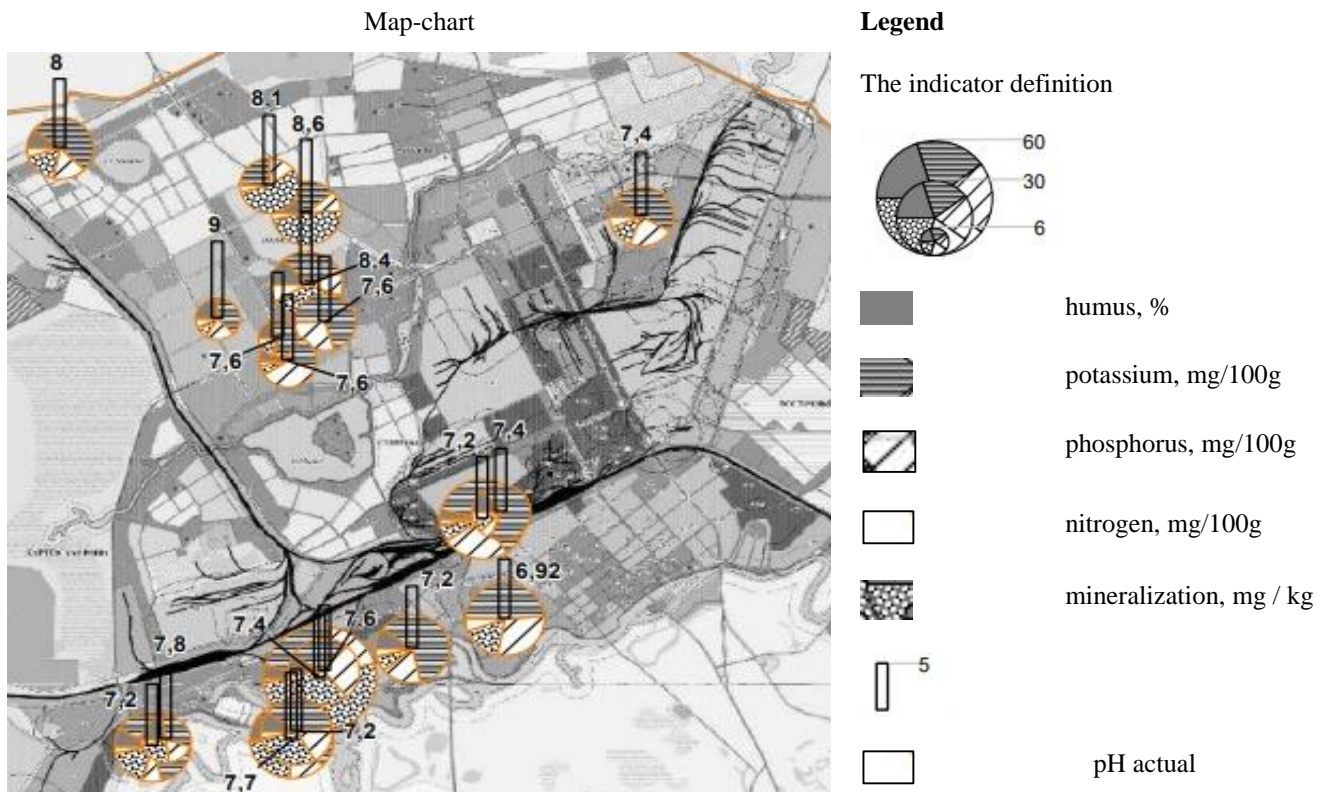 Map-chart
8
8.1
8,6
7,4
9
8.4
7,6
7,6
7,6
7,2
7,4
7,2
6,92
7,4
7,6
7,8
7,2
7,2
7,7
Legend
The indicator definition
60
30
6
humus, %
potassium, mg/100g
phosphorus, mg/100g
nitrogen, mg/100g
mineralization, mg / kg
5
pH actual